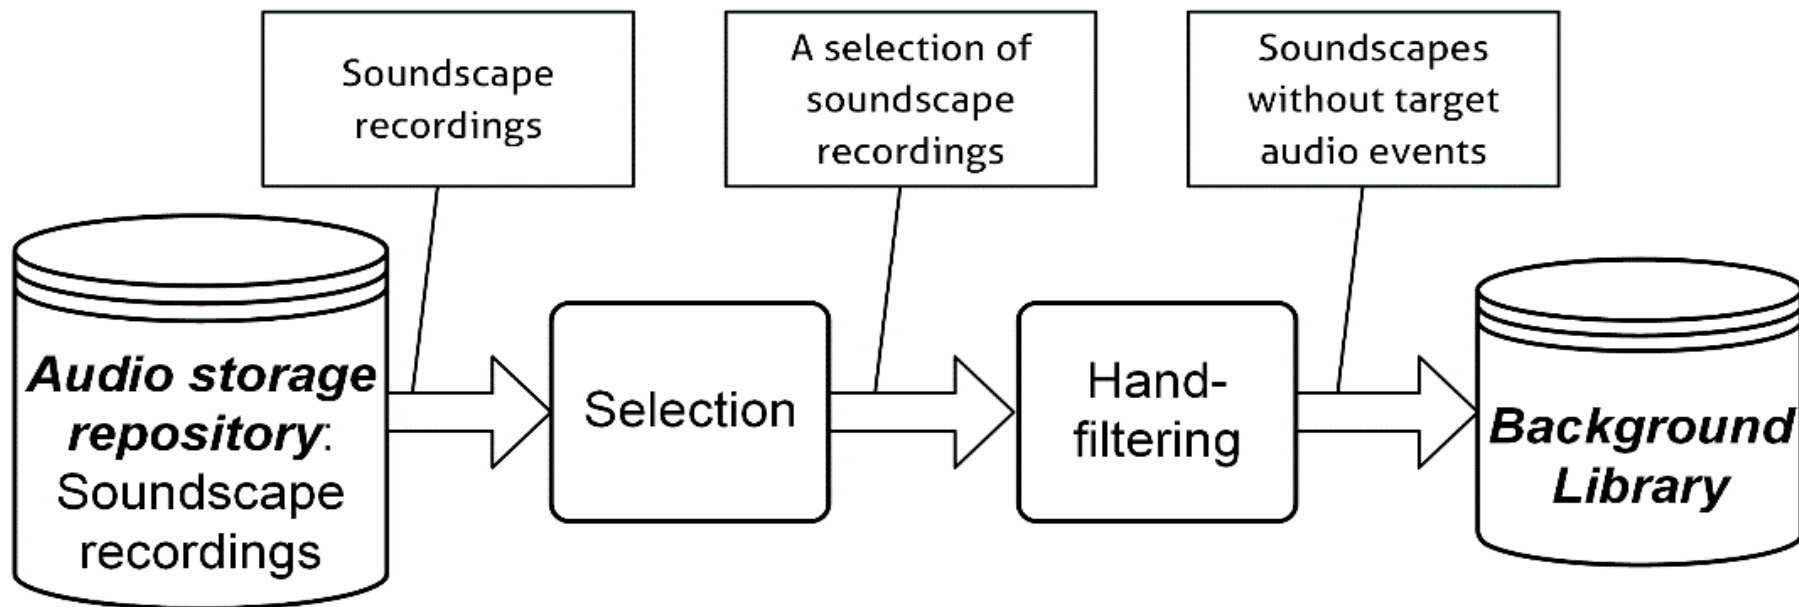 Soundscape
recordings
A selection of
soundscape
recordings
Soundscapes
without target
audio events
Audio storage
repository:
Soundscape
recordings
Selection
Hand-
filtering
Background
Library